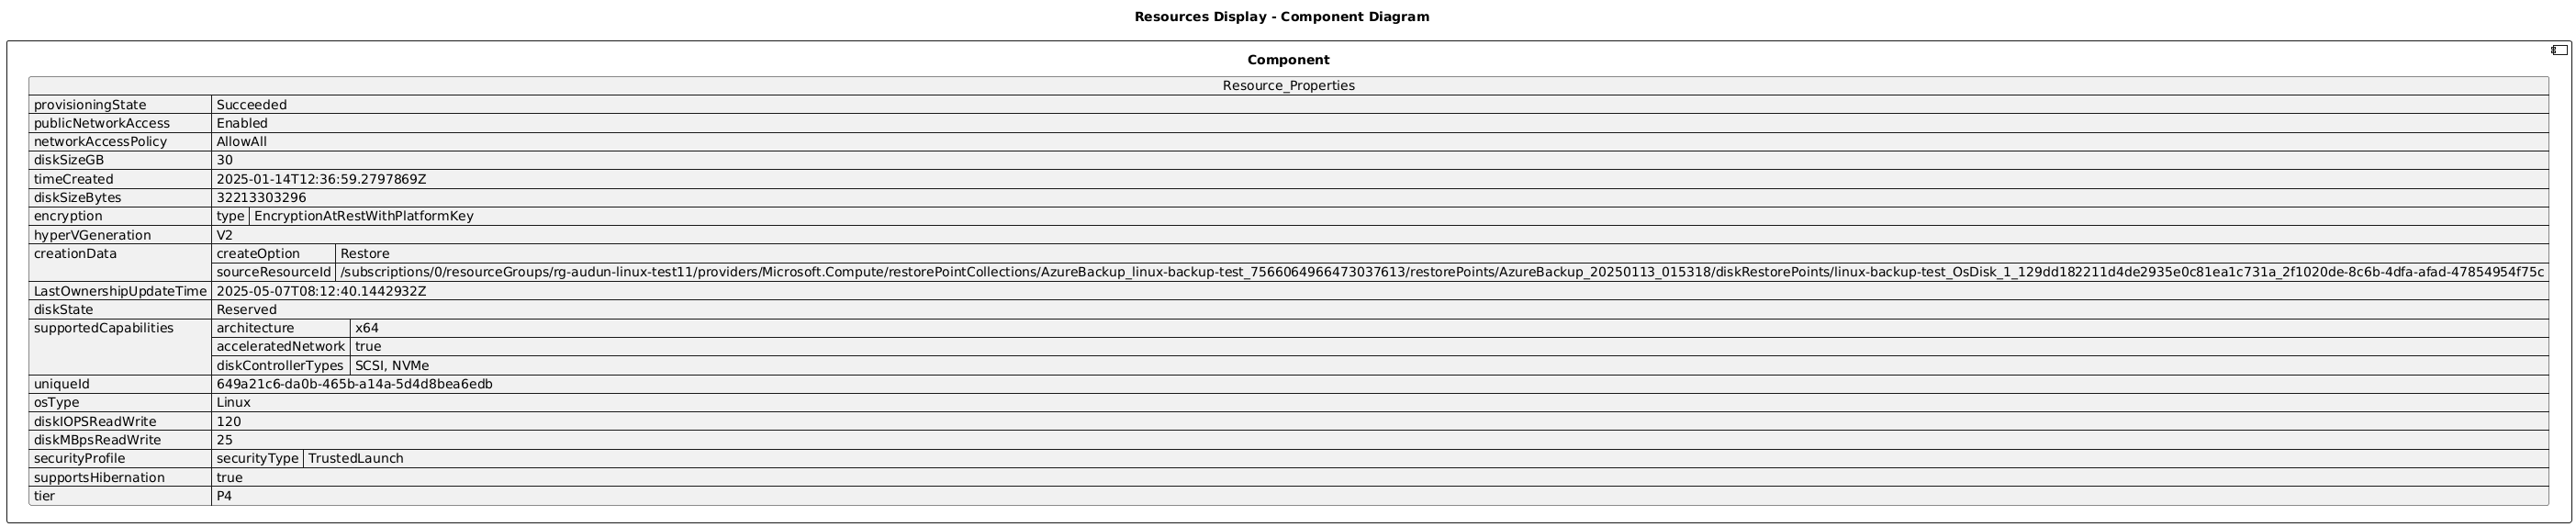 Resources Display - Component Diagram
Component
Resource_Properties
provisioningState Succeeded
publicNetworkAccess Enabled
networkAccessPolicy AllowAll
diskSizeGB 30
timeCreated 2025-01-14T12:36:59.2797869Z
diskSizeBytes 32213303296
encryption type EncryptionAtRestWithPlatformKey
hyperVGeneration V2
creationData createOption Restore
sourceResourceId /subscriptions/0/resourceGroups/rg-audun-linux-test11/providers/Microsoft.Compute/restorePointCollections/AzureBackup_linux-backup-test_7566064966473037613/restorePoints/AzureBackup_20250113_015318/diskRestorePoints/linux-backup-test_OsDisk_1_129dd182211d4de2935e0c81ea1c731a_2f1020de-8c6b-4dfa-afad-47854954f75c
LastOwnershipUpdateTime 2025-05-07T08:12:40.1442932Z
diskState Reserved
supportedCapabilities architecture x64
acceleratedNetwork true
diskControllerTypes SCSI, NVMe
uniqueId 649a21c6-da0b-465b-a14a-5d4d8bea6edb
osType Linux
diskIOPSReadWrite 120
diskMBpsReadWrite 25
securityProfile securityType TrustedLaunch
supportsHibernation true
tier P4